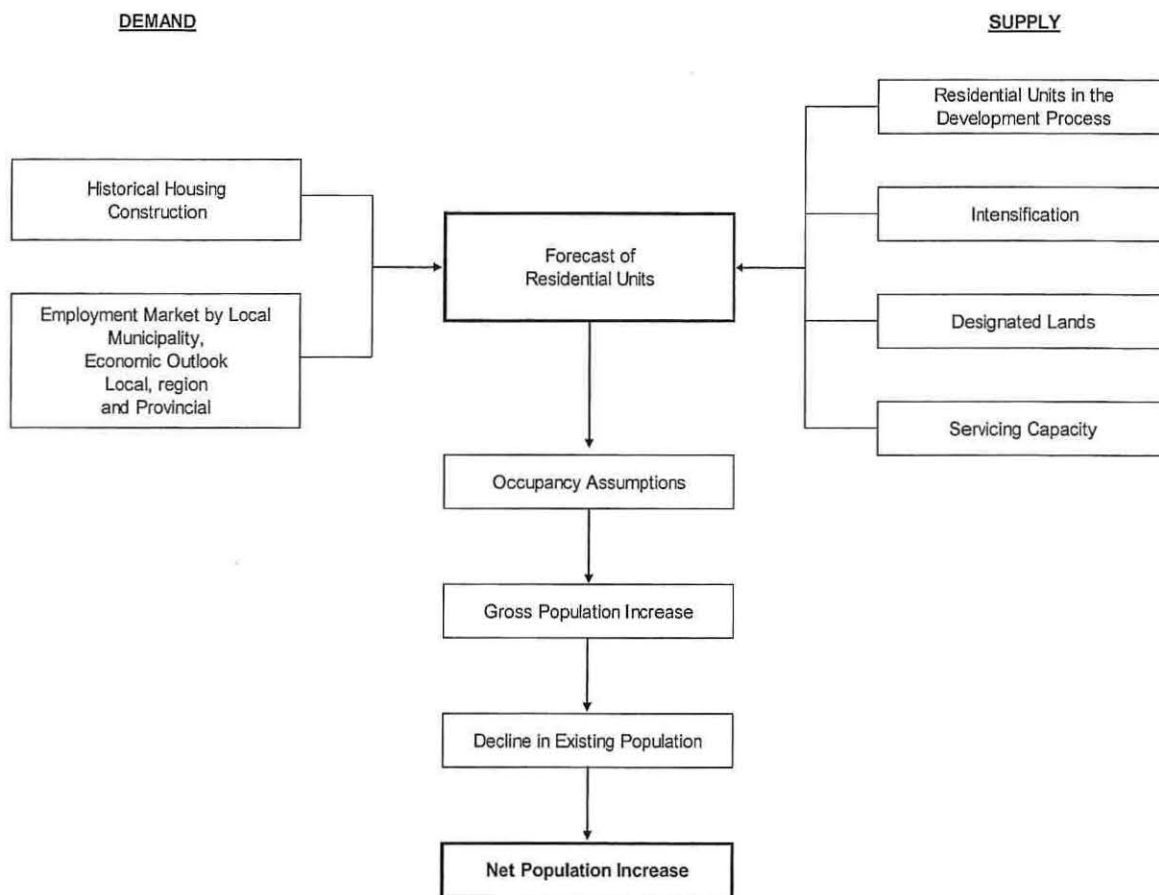 DEMAND
SUPPLY
Residential Units in the
Development Process
Historical Housing
Construction
Intensification
Forecast of
Residential Units
Employment Market by Local
Municipality,
Economic Outlook
Local, region
and Provincial
Designated Lands
Servicing Capacity
Occupancy Assumptions
Gross Population Increase
Decline in Existing Population
Net Population Increase